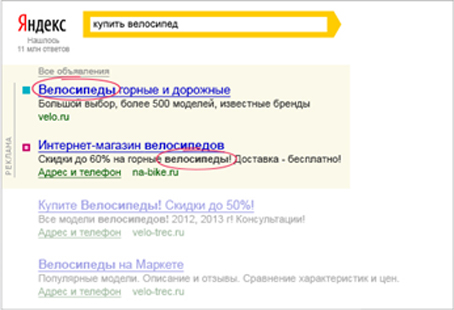 Яндекс
Нашлось
11 млн ответов
купить велосипед
Все объявления
Велосипеды горные и дорожные
Большой выбор, более 500 моделей, известные бренды
velo.ru
РЕКЛАМА
Интернет-магазин велосипедов
Скидки до 60% на горные велосипеды! Доставка - бесплатно!
Адрес и телефон na-bike.ru
Купите Велосипеды! Скидки до 50%!
Все модели велосипедов! 2012, 2013 г! Консультации!
Адрес и телефон velo-trec.ru
Велосипеды на Маркете
Популярные модели. Описание и отзывы. Сравнение характеристик и цен.
Адрес и телефон velo-trec.ru